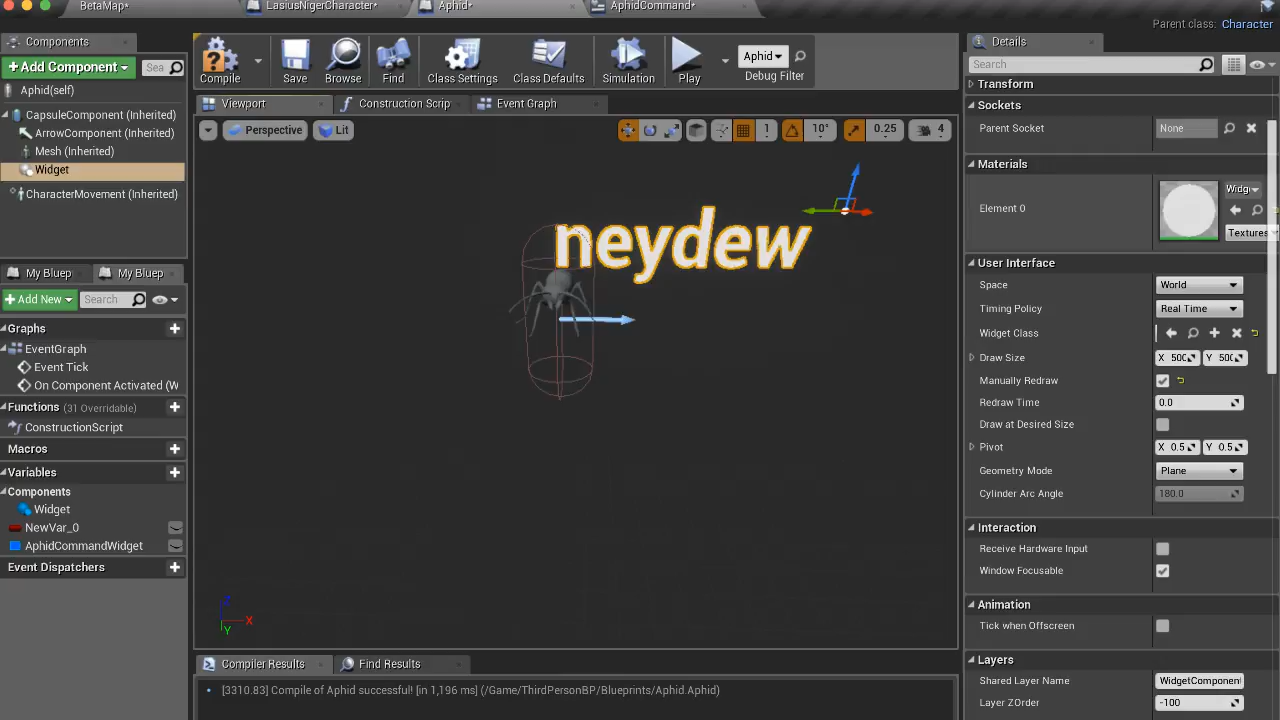 BetaMap*
LasiusNigerCharacter*
Aphid*
AphidCommand*
Parent class: Character
Components
+Add Component
Sea
Aphid(self)
CapsuleComponent (Inherited)
ArrowComponent (Inherited)
Mesh (Inherited)
Widget
CharacterMovement (Inherited)
My Bluep
My Bluep
+Add New
Search
Graphs
EventGraph
Event Tick
On Component Activated (W
Functions (31 Overridable)
ConstructionScript
Macros
Variables
Components
Widget
NewVar_0
AphidCommandWidget
Event Dispatchers
Compile
Save
Browse
Find
Class Settings
Class Defaults
Simulation
Play
Aphid
Debug Filter
Viewport
Construction Scrip
Event Graph
Perspective
Lit
1
10°
0.25
4
neydew
Z
X
Y
Compiler Results
Find Results
[3310.83] Compile of Aphid successful! [in 1,196 ms] (/Game/ThirdPersonBP/Blueprints/Aphid.Aphid)
Details
Search
Transform
Sockets
Parent Socket None
Materials
Element 0
Widg
Textures
User Interface
Space World
Timing Policy Real Time
Widget Class
Draw Size X 500 Y 500
Manually Redraw
Redraw Time 0.0
Draw at Desired Size
Pivot X 0.5 Y 0.5
Geometry Mode Plane
Cylinder Arc Angle 180.0
Interaction
Receive Hardware Input
Window Focusable
Animation
Tick when Offscreen
Layers
Shared Layer Name WidgetComponent
Layer ZOrder -100